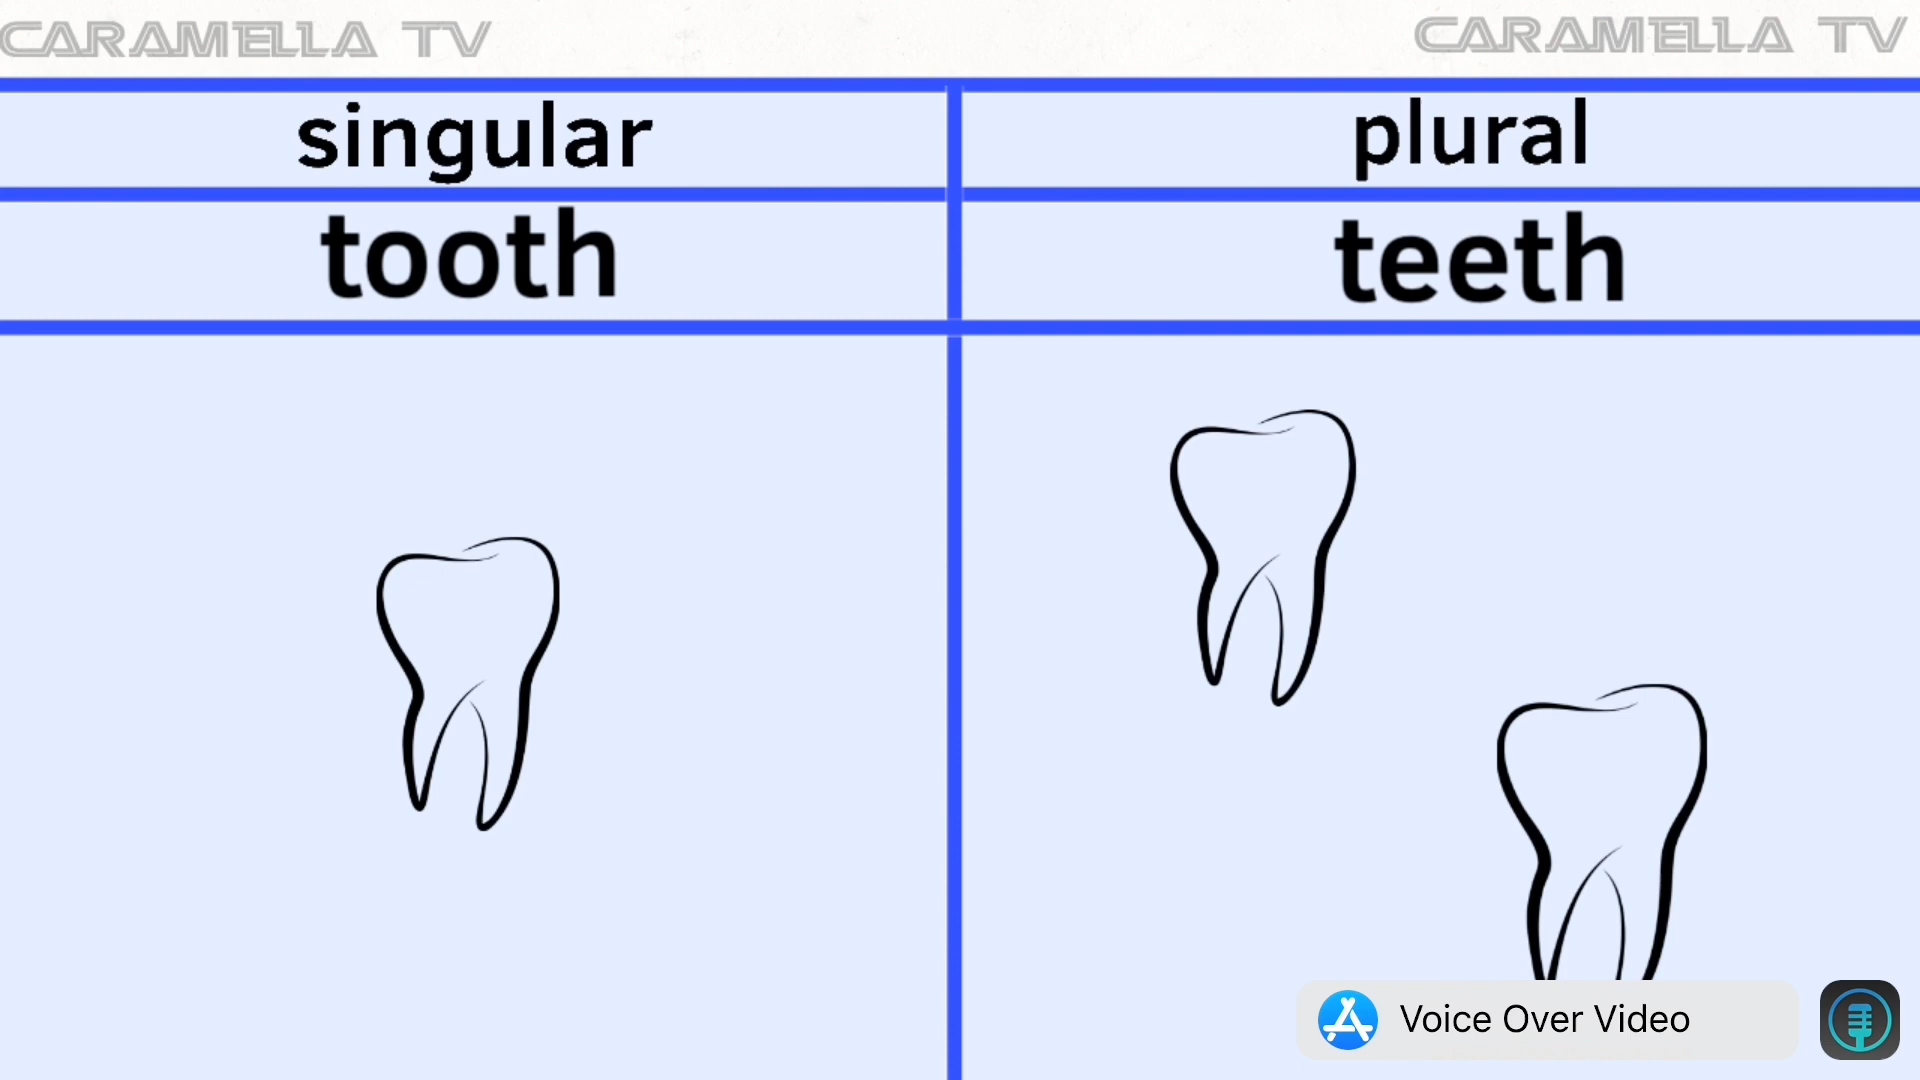 CARAMELLA TV CARAMELLA TV
singular plural
tooth teeth
Voice Over Video